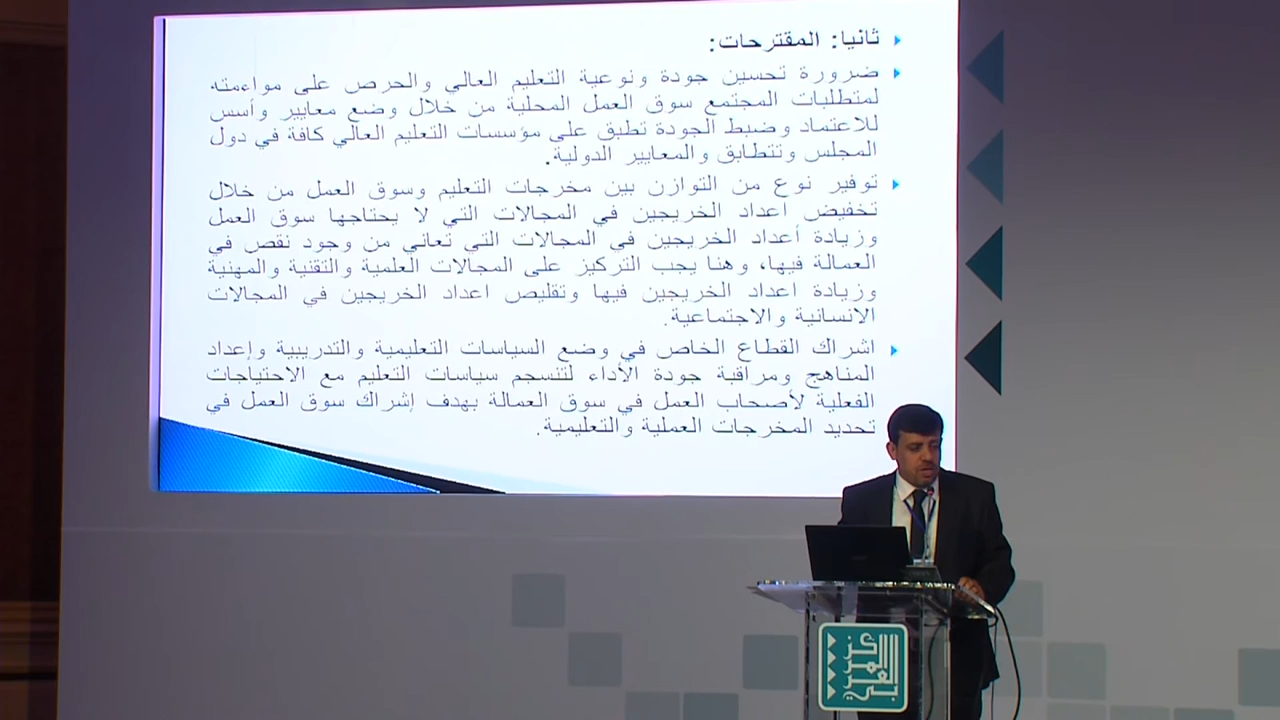 ثانيا: المقترحات:
ضرورة تحسين جودة ونوعية التعليم العالي والحرص على مواءمته
لمتطلبات المجتمع سوق العمل المحلية من خلال وضع معايير وأسس
للاعتماد وضبط الجودة تطبق على مؤسسات التعليم العالي كافة في دول
المجلس وتتطابق والمعايير الدولية.
توفير نوع من التوازن بين مخرجات التعليم وسوق العمل من خلال
تخفيض اعداد الخريجين في المجالات التي لا يحتاجها سوق العمل
وزيادة أعداد الخريجين في المجالات التي تعاني من وجود نقص في
العمالة فيها، وهنا يجب التركيز على المجالات العلمية والتقنية والمهنية
وزيادة اعداد الخريجين فيها وتقليص اعداد الخريجين في المجالات
الانسانية والاجتماعية.
اشراك القطاع الخاص في وضع السياسات التعليمية والتدريبية وإعداد
المناهج ومراقبة جودة الأداء لتنسجم سياسات التعليم مع الاحتياجات
الفعلية لأصحاب العمل في سوق العمالة بهدف إشراك سوق العمل في
تحديد المخرجات العملية والتعليمية.
المركز
العربي